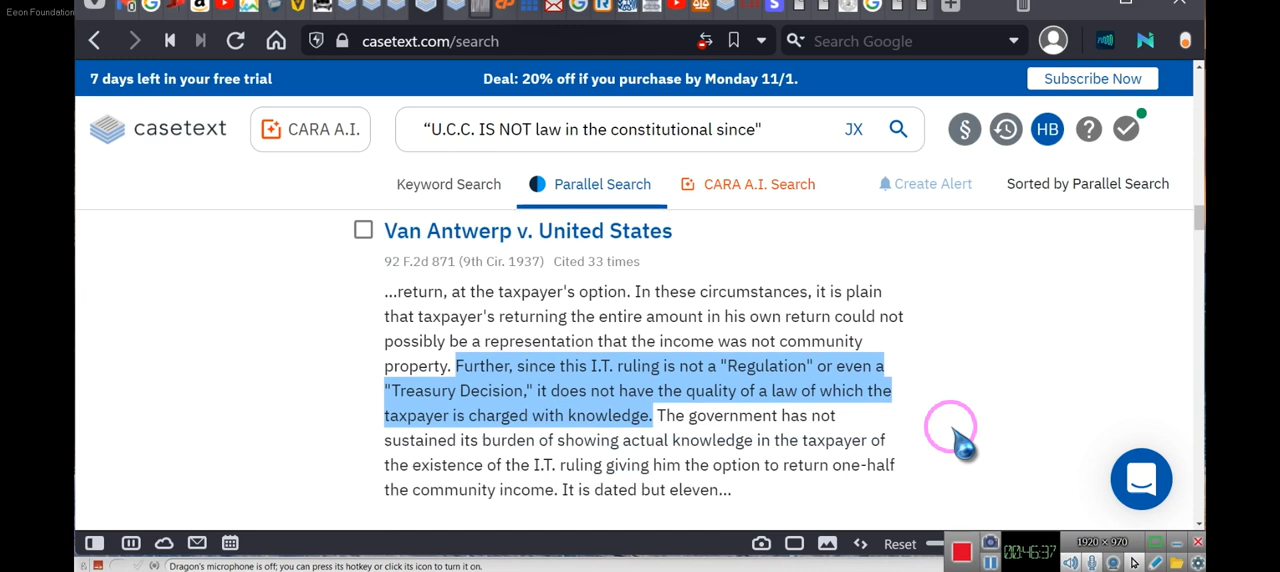 Eeon Foundation
casetext.com/search
Search Google
7 days left in your free trial
Deal: 20% off if you purchase by Monday 11/1.
Subscribe Now
casetext
CARA A.I.
“U.C.C. IS NOT law in the constitutional since"
JX
§
HB
?
Keyword Search
Parallel Search
CARA A.I. Search
Create Alert
Sorted by Parallel Search
Van Antwerp v. United States
92 F.2d 871 (9th Cir. 1937) Cited 33 times
...return, at the taxpayer's option. In these circumstances, it is plain
that taxpayer's returning the entire amount in his own return could not
possibly be a representation that the income was not community
property. Further, since this I.T. ruling is not a "Regulation" or even a
"Treasury Decision," it does not have the quality of a law of which the
taxpayer is charged with knowledge. The government has not
sustained its burden of showing actual knowledge in the taxpayer of
the existence of the I.T. ruling giving him the option to return one-half
the community income. It is dated but eleven...
Reset
00:46:37
1920 × 970
Dragon's microphone is off; you can press its hotkey or click its icon to turn it on.